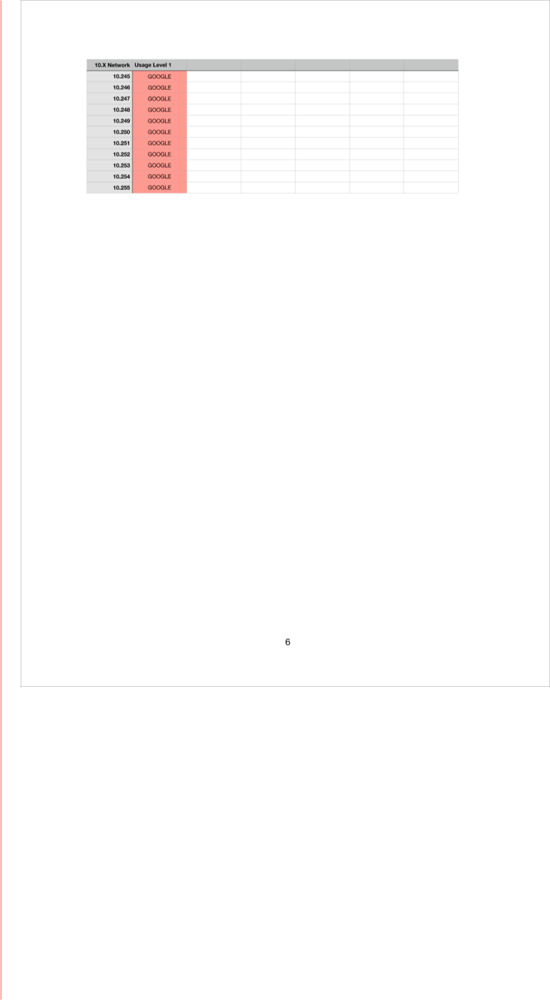 10.X Network Usage Level 1
10.245 GOOGLE
10.246 GOOGLE
10.247 GOOGLE
10.248 GOOGLE
10.249 GOOGLE
10.250 GOOGLE
10.251 GOOGLE
10.252 GOOGLE
10.253 GOOGLE
10.254 GOOGLE
10.255 GOOGLE
6